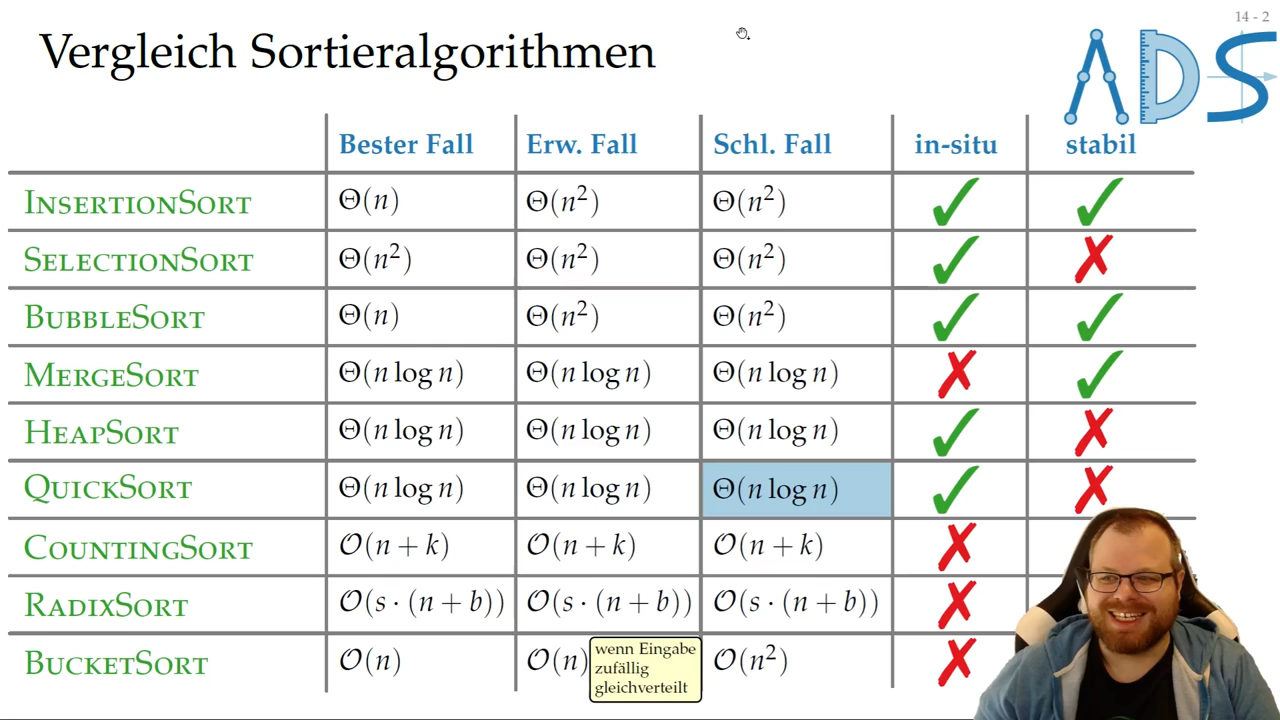 14 - 2
Vergleich Sortieralgorithmen
ADS
Bester Fall Erw. Fall Schl. Fall in-situ stabil
INSERTIONSORT Θ(n) Θ(n²) Θ(n²) ✓ ✓
SELECTIONSORT Θ(n²) Θ(n²) Θ(n²) ✓ ✗
BUBBLESORT Θ(n) Θ(n²) Θ(n²) ✓ ✓
MERGESORT Θ(n log n) Θ(n log n) Θ(n log n) ✗ ✓
HEAPSORT Θ(n log n) Θ(n log n) Θ(n log n) ✓ ✗
QUICKSORT Θ(n log n) Θ(n log n) Θ(n log n) ✓ ✗
COUNTINGSORT O(n + k) O(n + k) O(n + k) ✗
RADIXSORT O(s · (n + b)) O(s · (n + b)) O(s · (n + b)) ✗
BUCKETSORT O(n) O(n) O(n²) ✗
wenn Eingabe
zufällig
gleichverteilt